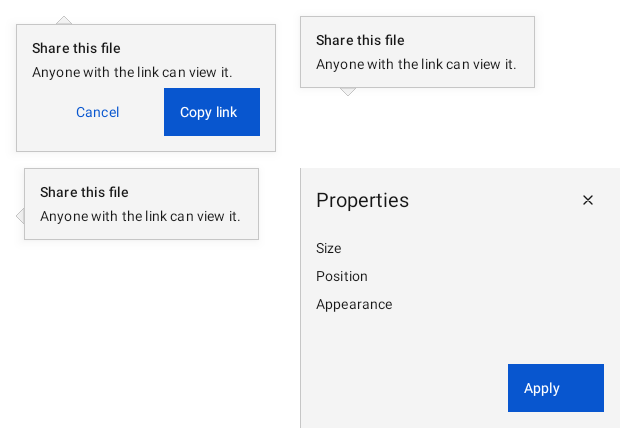 Share this file
Anyone with the link can view it.
Cancel
Copy link
Share this file
Anyone with the link can view it.
Share this file
Anyone with the link can view it.
Properties
Size
Position
Appearance
Apply